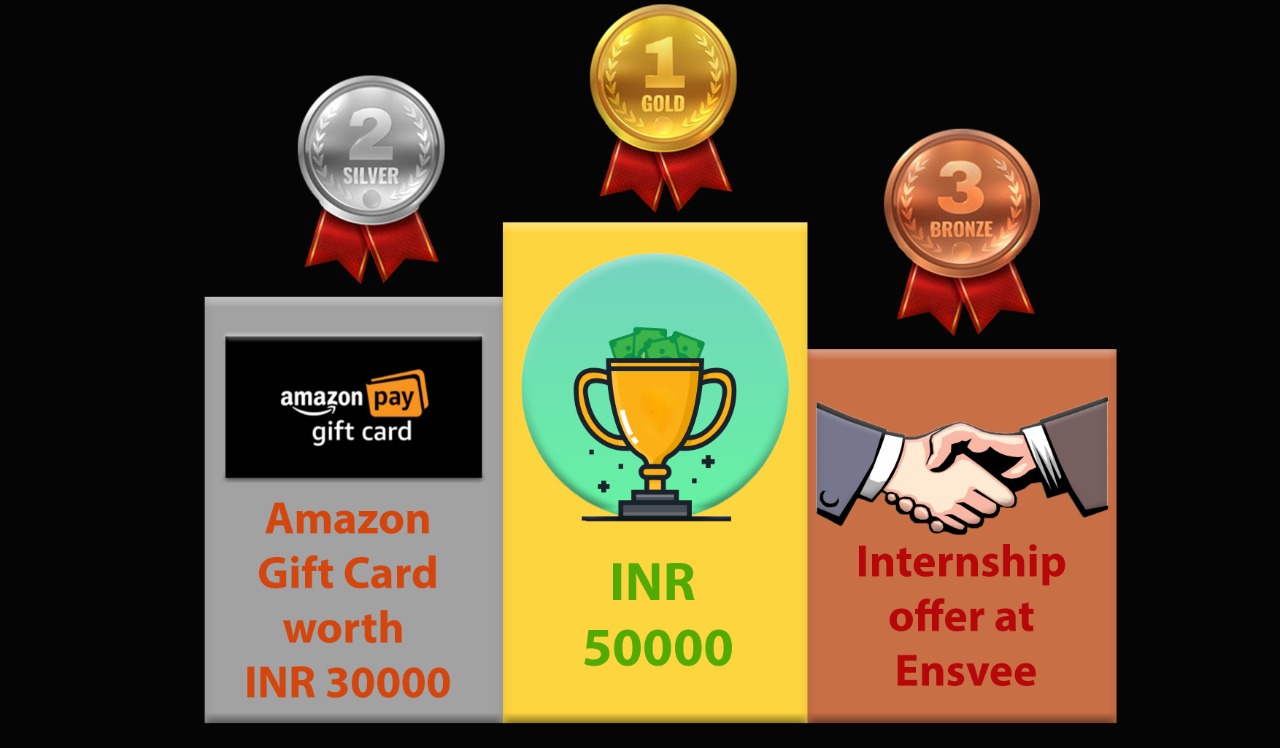 1
GOLD
2
SILVER
3
BRONZE
amazon pay
gift card
Amazon
Gift Card
worth
INR 30000
INR
50000
Internship
offer at
Ensvee